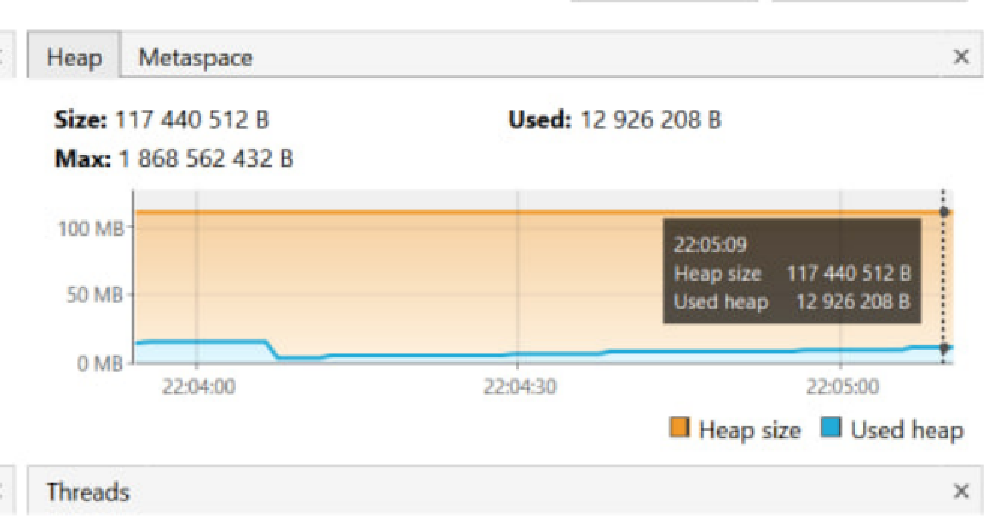 Heap Metaspace
Size: 117 440 512 B Used: 12 926 208 B
Max: 1 868 562 432 B
100 MB
50 MB
0 MB
22:05:09
Heap size 117 440 512 B
Used heap 12 926 208 B
22:04:00 22:04:30 22:05:00
Heap size Used heap
Threads